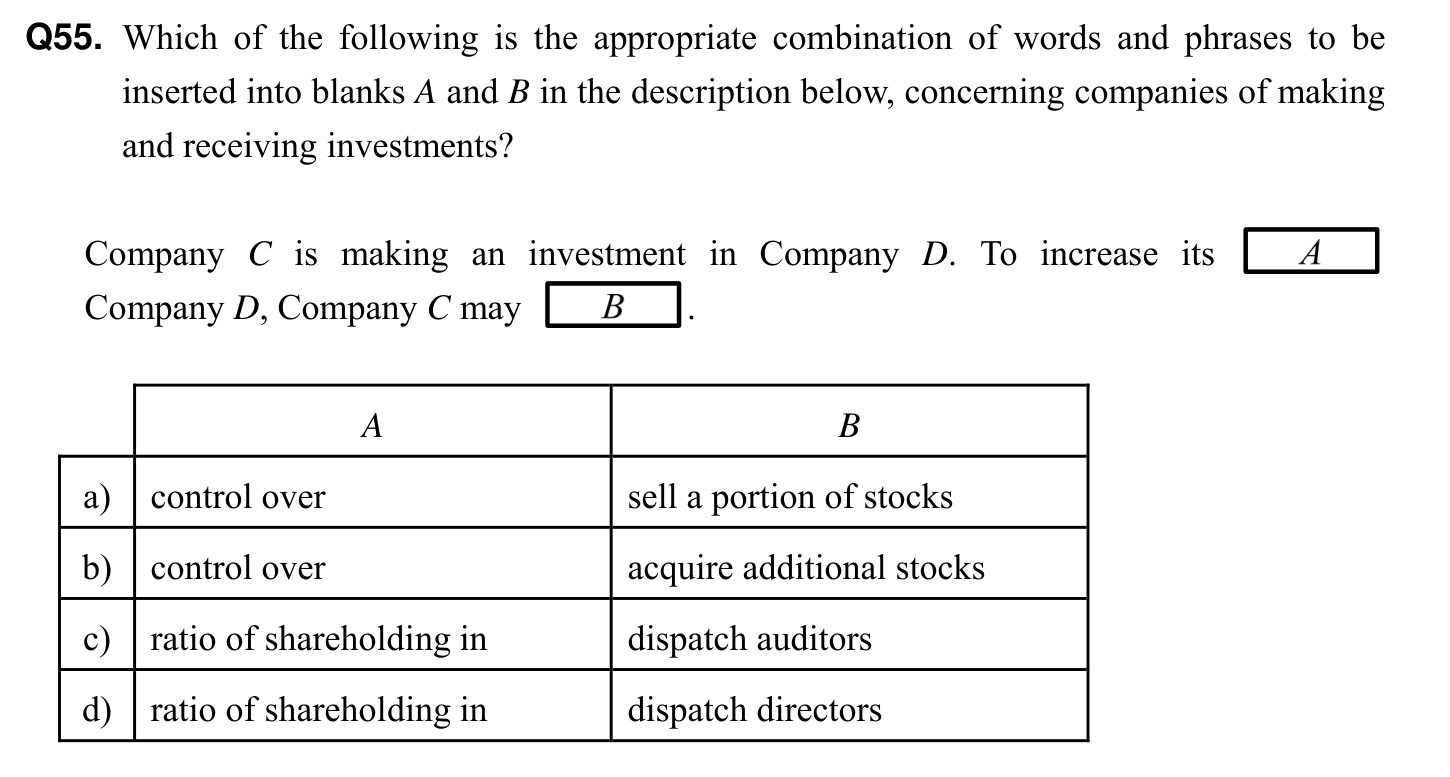 Q55. Which of the following is the appropriate combination of words and phrases to be
inserted into blanks A and B in the description below, concerning companies of making
and receiving investments?
Company C is making an investment in Company D. To increase its A
Company D, Company C may B .
A B
a) control over sell a portion of stocks
b) control over acquire additional stocks
c) ratio of shareholding in dispatch auditors
d) ratio of shareholding in dispatch directors